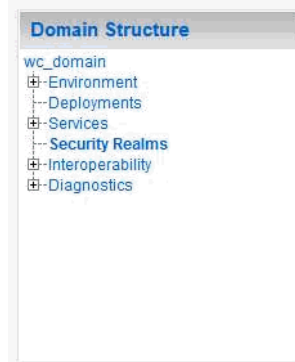 Domain Structure
wc_domain
Environment
Deployments
Services
Security Realms
Interoperability
Diagnostics